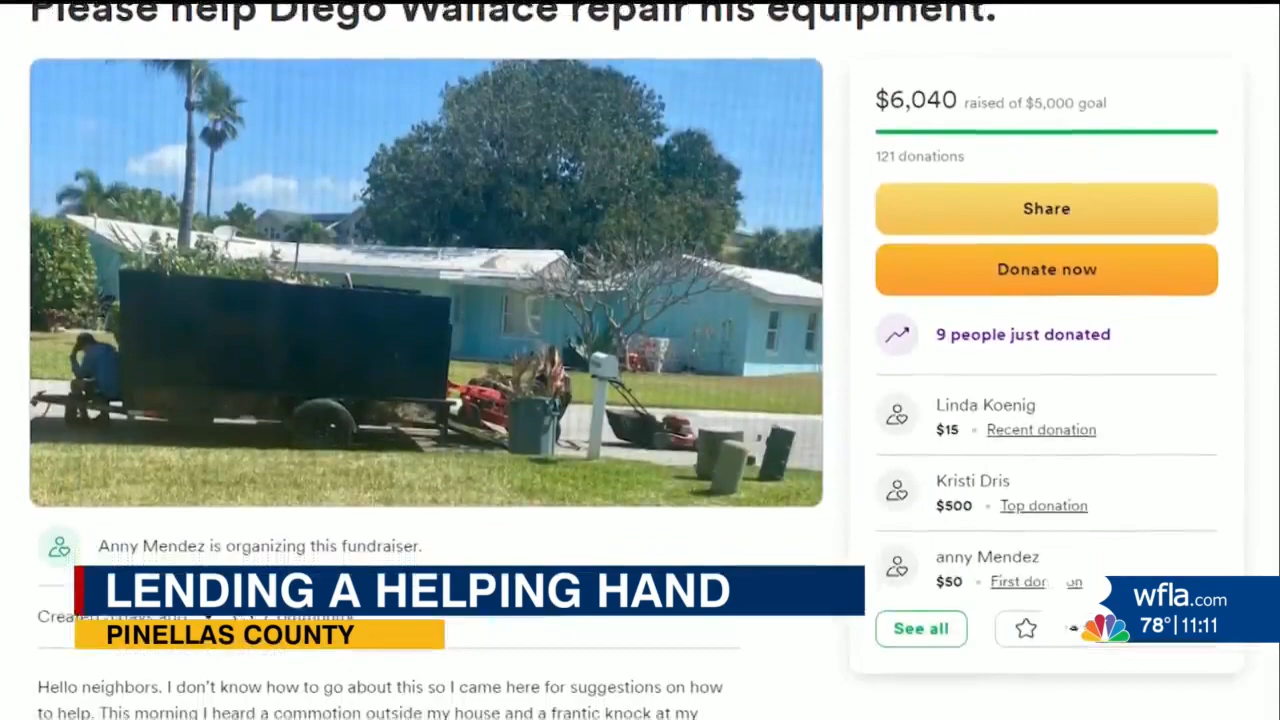 Please help Diego Wallace repair his equipment.
$6,040 raised of $5,000 goal
121 donations
Share
Donate now
9 people just donated
Linda Koenig
$15 • Recent donation
Kristi Dris
$500 • Top donation
anny Mendez
$50 • First
See all
Anny Mendez is organizing this fundraiser.
LENDING A HELPING HAND
PINELLAS COUNTY
wfla.com
78° | 11:11
Hello neighbors. I don't know how to go about this so I came here for suggestions on how
to help. This morning I heard a commotion outside my house and a frantic knock at my